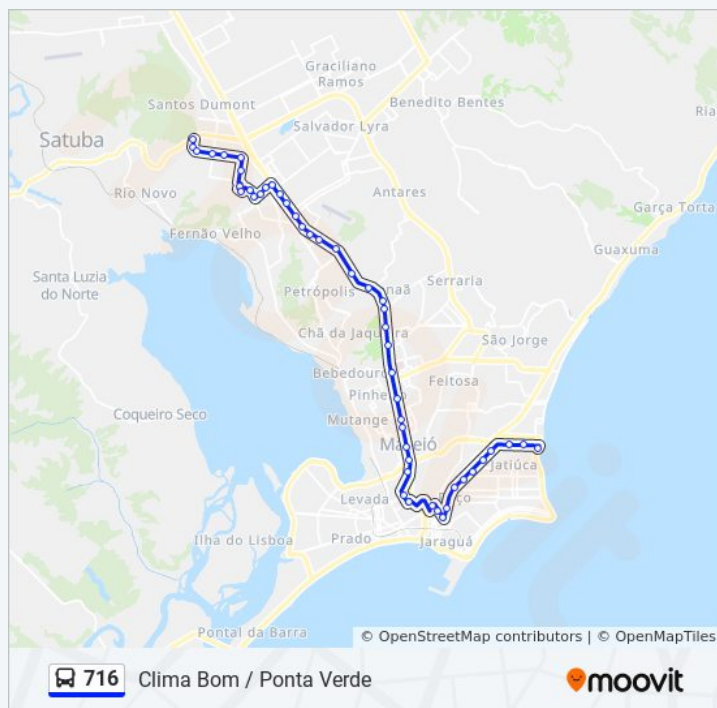 Graciliano
Ramos
Santos Dumont
Benedito Bentes
Ria
Salvador Lyra
Satuba
Rio Novo
Antares
Garça Torta
Fernão Velho
Guaxuma
Santa Luzia
do Norte
Petrópolis
naã
Serraria
Chã da Jaqueira
São Jorge
Bebedouro
Feitosa
Pinheiro
Coqueiro Seco
Mutange
Maceió
Jatiúca
Levada
Poço
Ilha do Lisboa
Prado
Jaraguá
Pontal da Barra
© OpenStreetMap contributors | © OpenMapTiles
716 Clima Bom / Ponta Verde
moovit